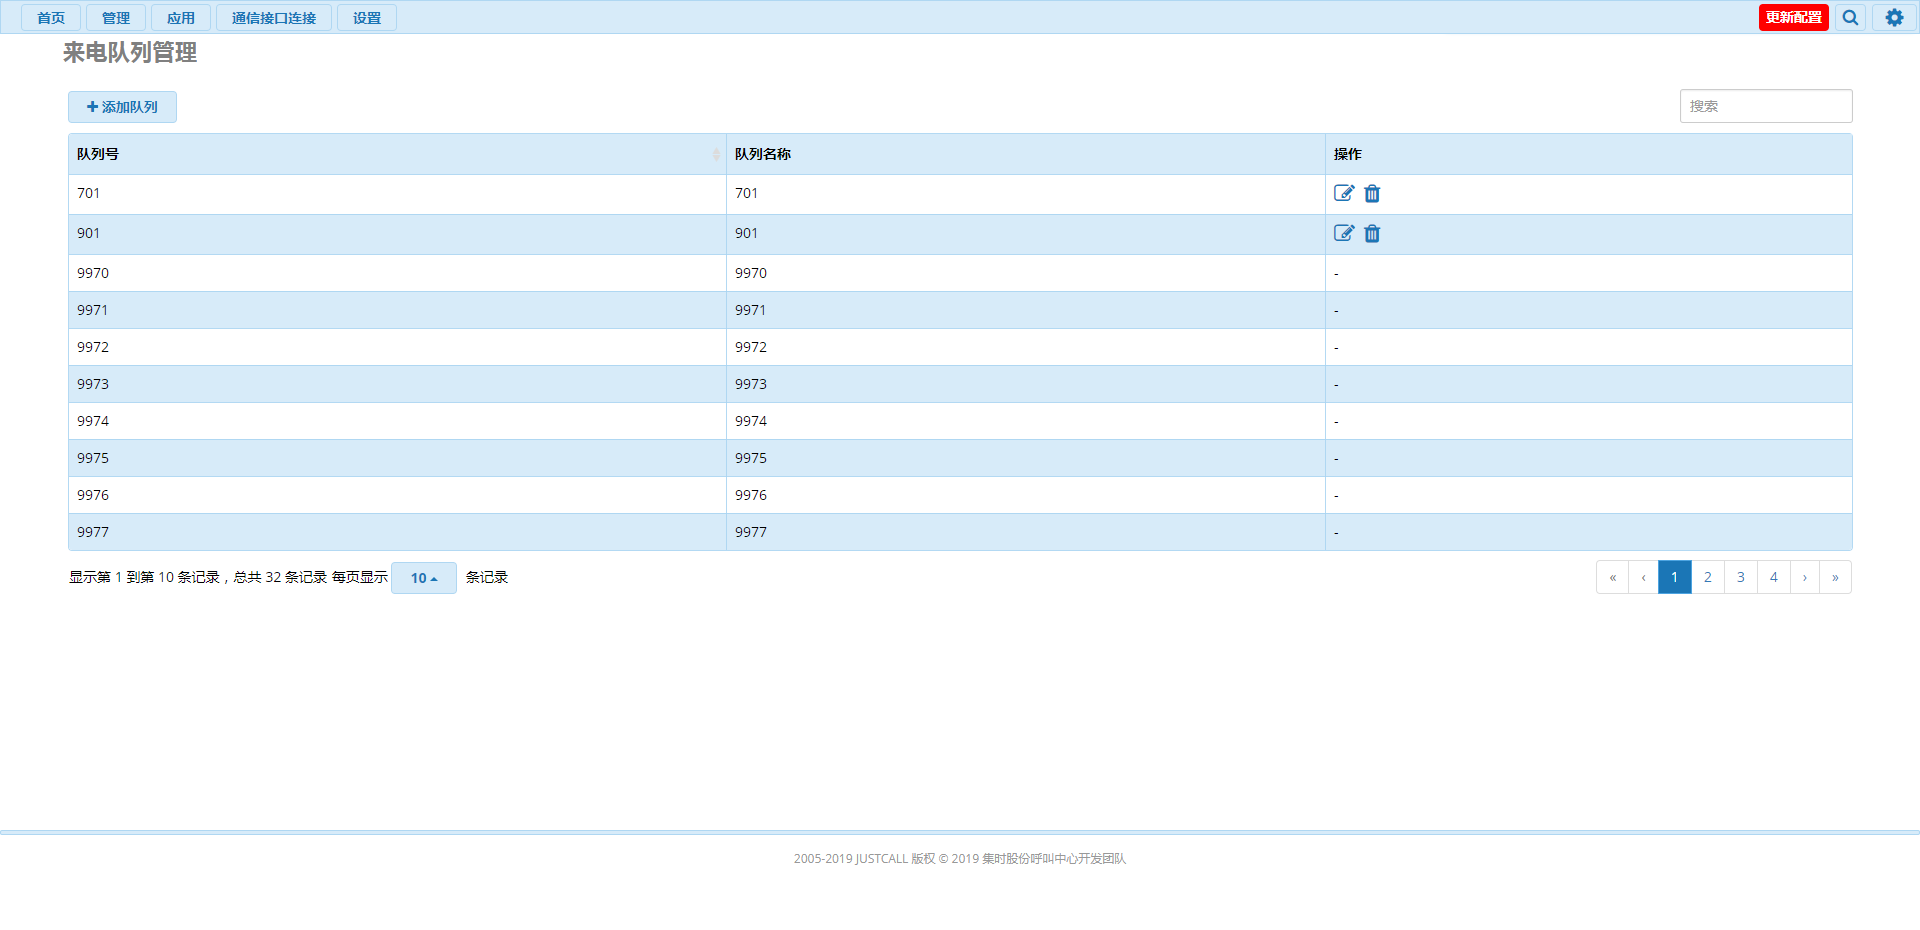 首页 管理 应用 通信接口连接 设置 更新配置
来电队列管理
添加队列 搜索
队列号 队列名称 操作
701 701
901 901
9970 9970 -
9971 9971 -
9972 9972 -
9973 9973 -
9974 9974 -
9975 9975 -
9976 9976 -
9977 9977 -
显示第 1 到第 10 条记录，总共 32 条记录 每页显示 10 条记录 « ‹ 1 2 3 4 › »
2005-2019 JUSTCALL 版权 © 2019 集时股份呼叫中心开发团队